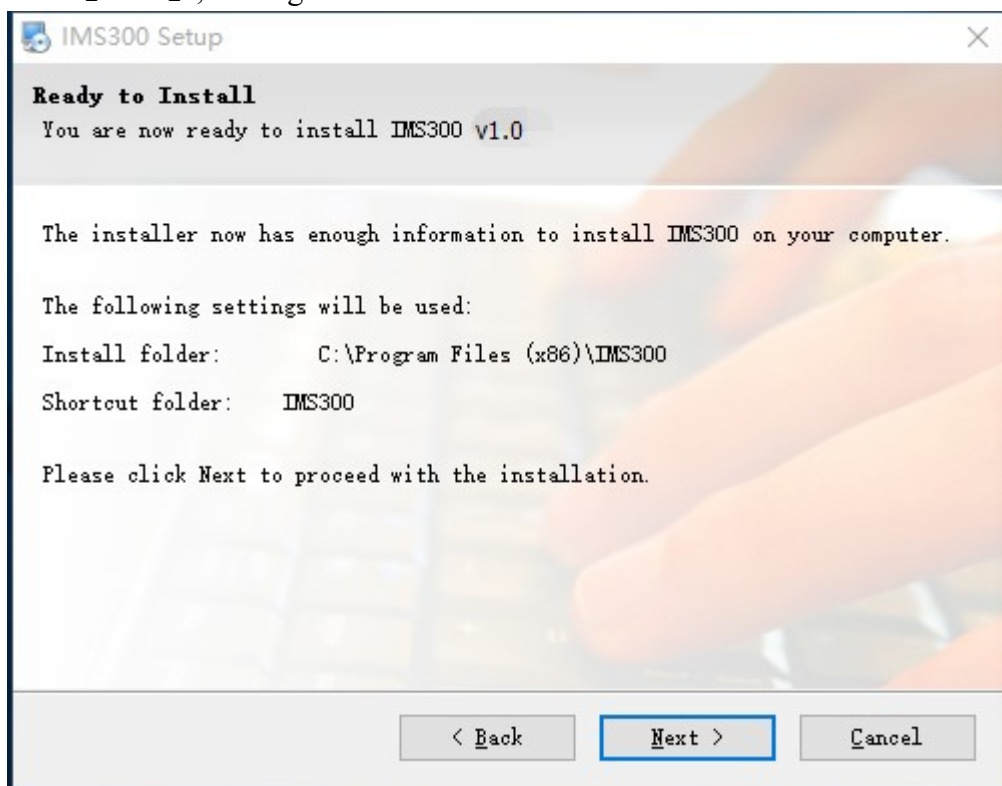 IMS300 Setup
Ready to Install
You are now ready to install IMS300 v1.0
The installer now has enough information to install IMS300 on your computer.
The following settings will be used:
Install folder: C:\Program Files (x86)\IMS300
Shortcut folder: IMS300
Please click Next to proceed with the installation.
< Back Next > Cancel